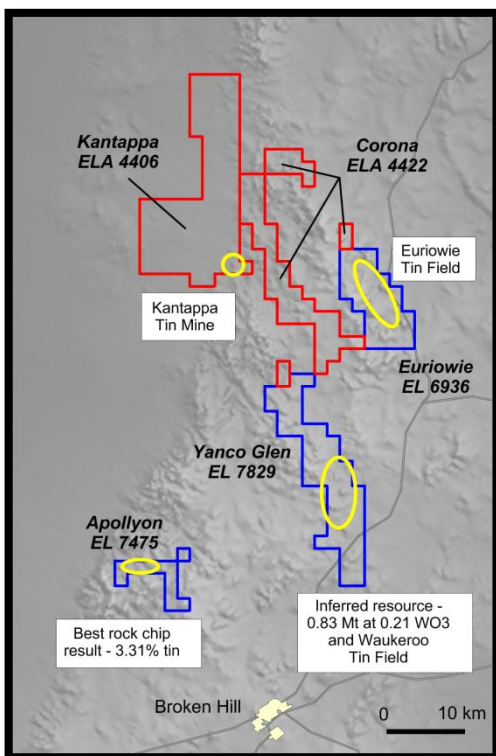 Kantappa
ELA 4406
Corona
ELA 4422
Euriowie
Tin Field
Kantappa
Tin Mine
Euriowie
EL 6936
Yanco Glen
EL 7829
Apollyon
EL 7475
Best rock chip
result - 3.31% tin
Inferred resource -
0.83 Mt at 0.21 WO3
and Waukeroo
Tin Field
Broken Hill
0 10 km